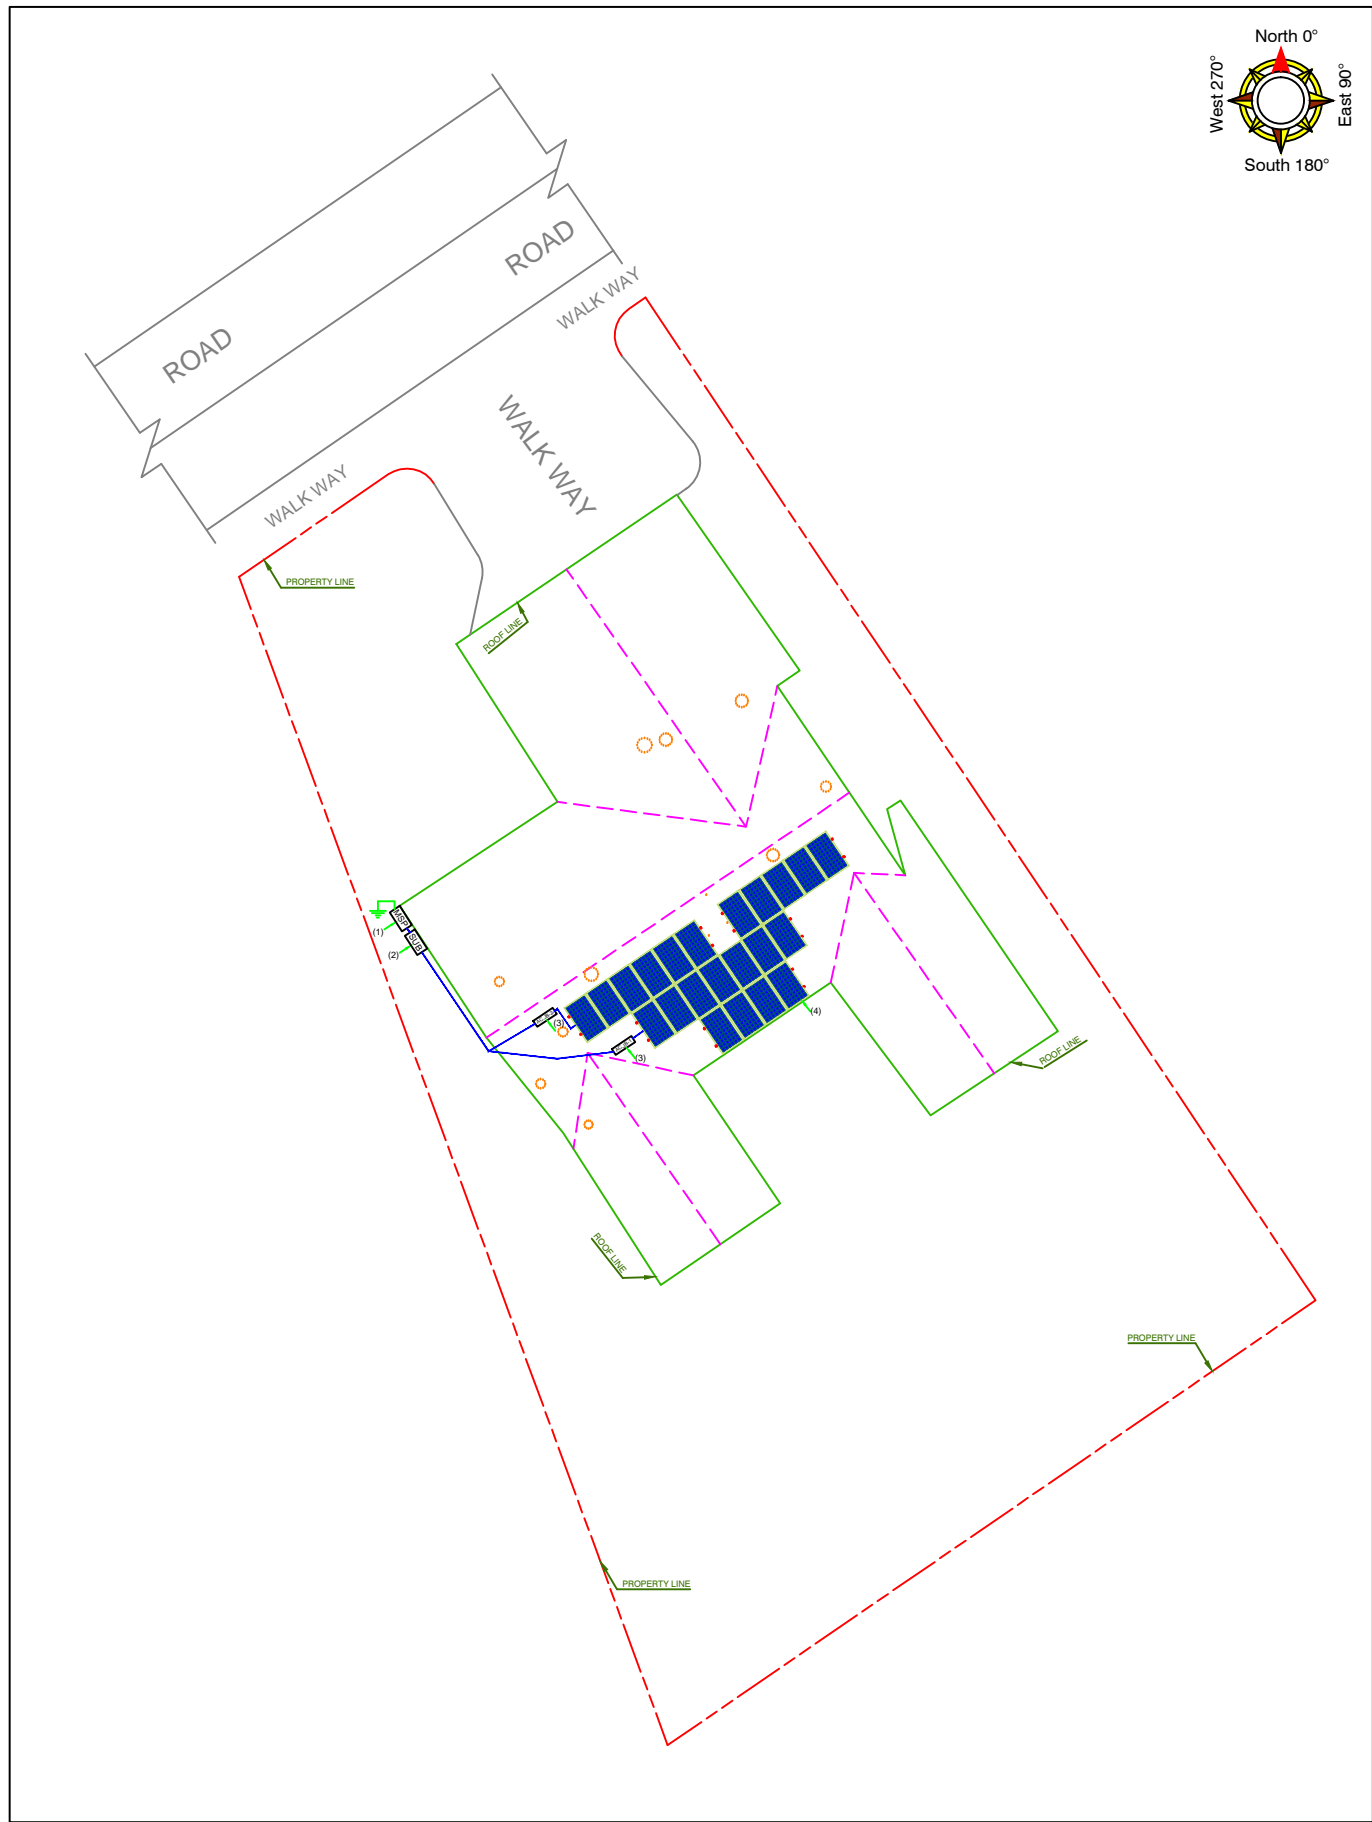 North 0°
West 270°
East 90°
South 180°
ROAD
ROAD
WALK WAY
WALK WAY
WALK WAY
PROPERTY LINE
ROOF LINE
MSP
(1)
SUB
(2)
(3)
(3)
(4)
ROOF LINE
ROOF LINE
PROPERTY LINE
PROPERTY LINE